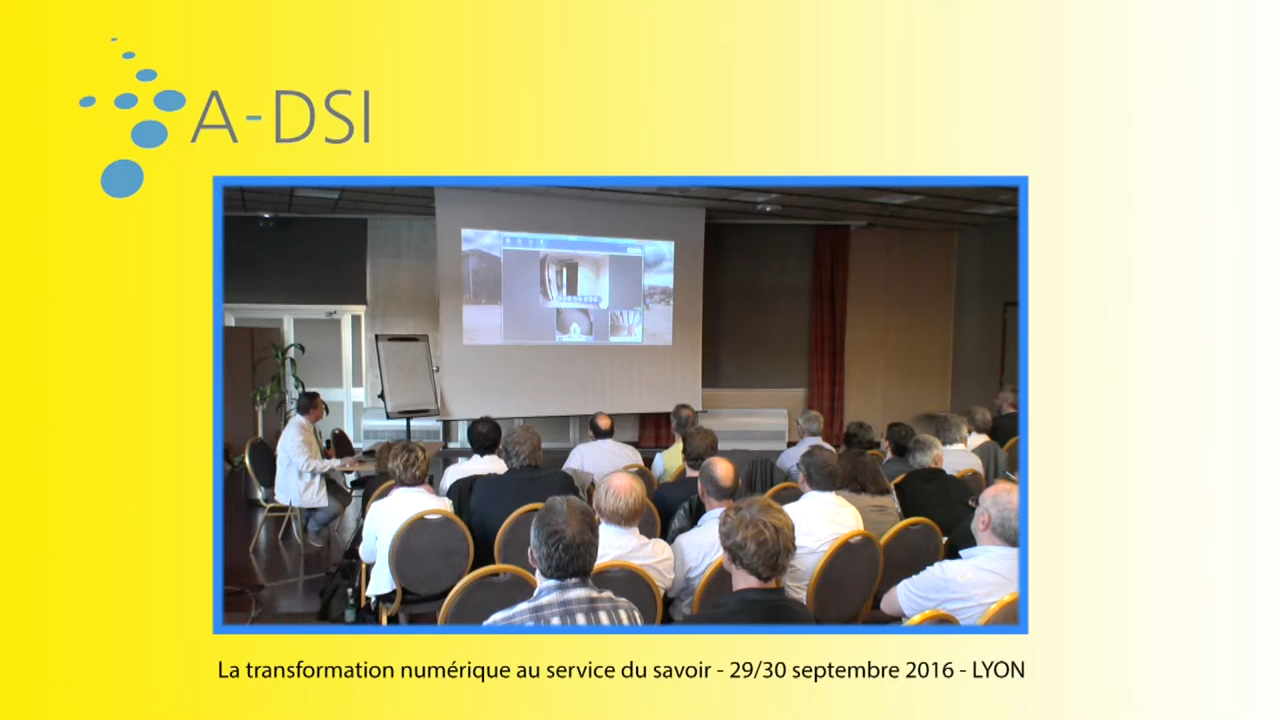 A-DSI
La transformation numérique au service du savoir - 29/30 septembre 2016 - LYON